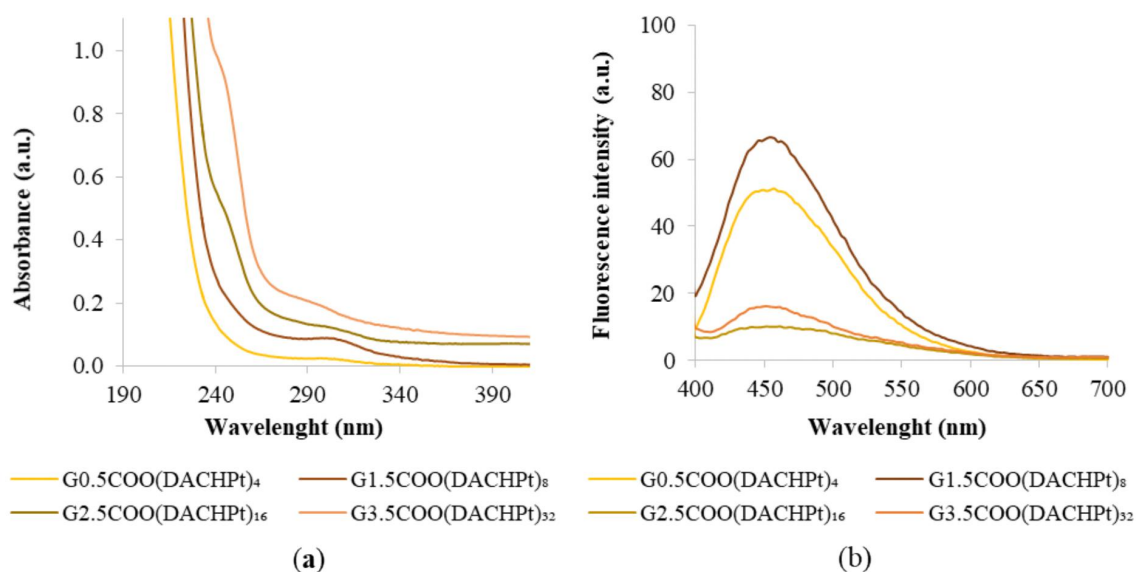 Absorbance (a.u.)
1.0
0.8
0.6
0.4
0.2
0.0
190 240 290 340 390
Wavelenght (nm)
G0.5COO(DACHPt)₄ G1.5COO(DACHPt)₈
G2.5COO(DACHPt)₁₆ G3.5COO(DACHPt)₃₂
(a)
Fluorescence intensity (a.u.)
100
80
60
40
20
0
400 450 500 550 600 650 700
Wavelenght (nm)
G0.5COO(DACHPt)₄ G1.5COO(DACHPt)₈
G2.5COO(DACHPt)₁₆ G3.5COO(DACHPt)₃₂
(b)